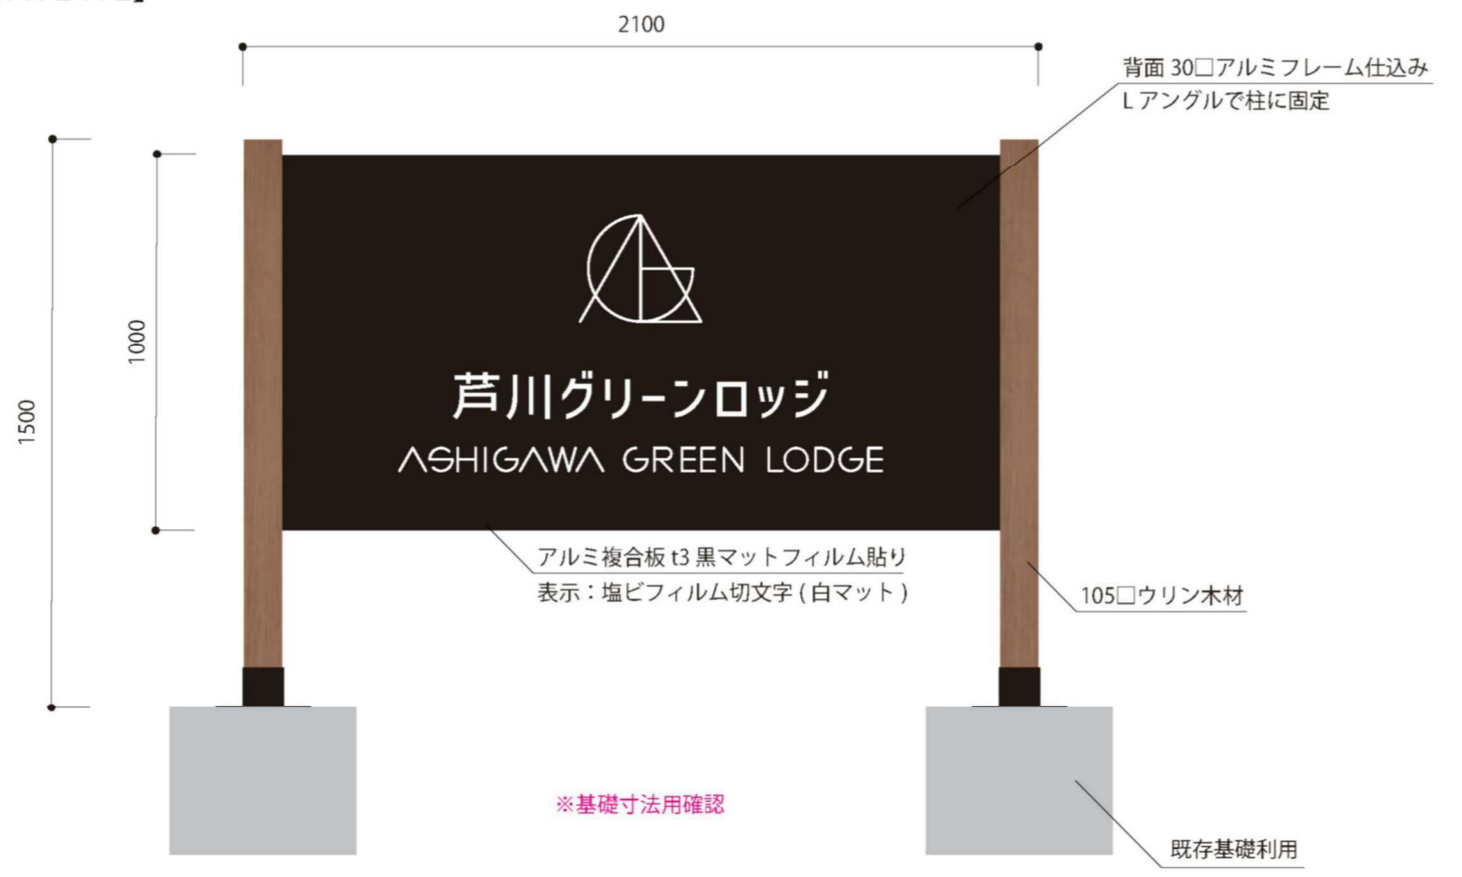 2100
背面 30□アルミフレーム仕込み
L アングルで柱に固定
1500
1000
芦川グリーンロッジ
ASHIGAWA GREEN LODGE
アルミ複合板 t3 黒マットフィルム貼り
表示：塩ビフィルム切文字 ( 白マット )
105□ウリン木材
※基礎寸法用確認
既存基礎利用